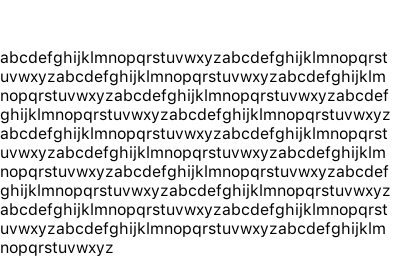 abcdefghijklmnopqrstuvwxyzabcdefghijklmnopqrst
uvwxyzabcdefghijklmnopqrstuvwxyzabcdefghijklm
nopqrstuvwxyzabcdefghijklmnopqrstuvwxyzabcdef
ghijklmnopqrstuvwxyzabcdefghijklmnopqrstuvwxyz
abcdefghijklmnopqrstuvwxyzabcdefghijklmnopqrst
uvwxyzabcdefghijklmnopqrstuvwxyzabcdefghijklm
nopqrstuvwxyzabcdefghijklmnopqrstuvwxyzabcdef
ghijklmnopqrstuvwxyzabcdefghijklmnopqrstuvwxyz
abcdefghijklmnopqrstuvwxyzabcdefghijklmnopqrst
uvwxyzabcdefghijklmnopqrstuvwxyzabcdefghijklm
nopqrstuvwxyz